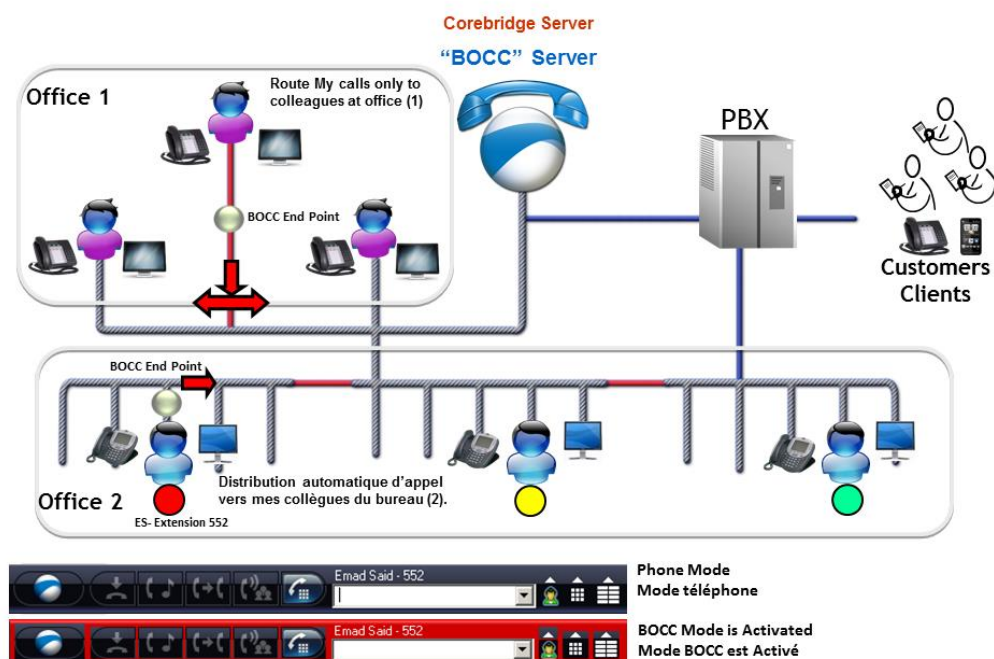 Corebridge Server
“BOCC” Server
Office 1
Route My calls only to
colleagues at office (1)
PBX
BOCC End Point
Customers
Clients
BOCC End Point
Distribution automatique d’appel
vers mes collègues du bureau (2).
Office 2
ES- Extension 552
Emad Said - 552
Phone Mode
Mode téléphone
Emad Said - 552
BOCC Mode is Activated
Mode BOCC est Activé